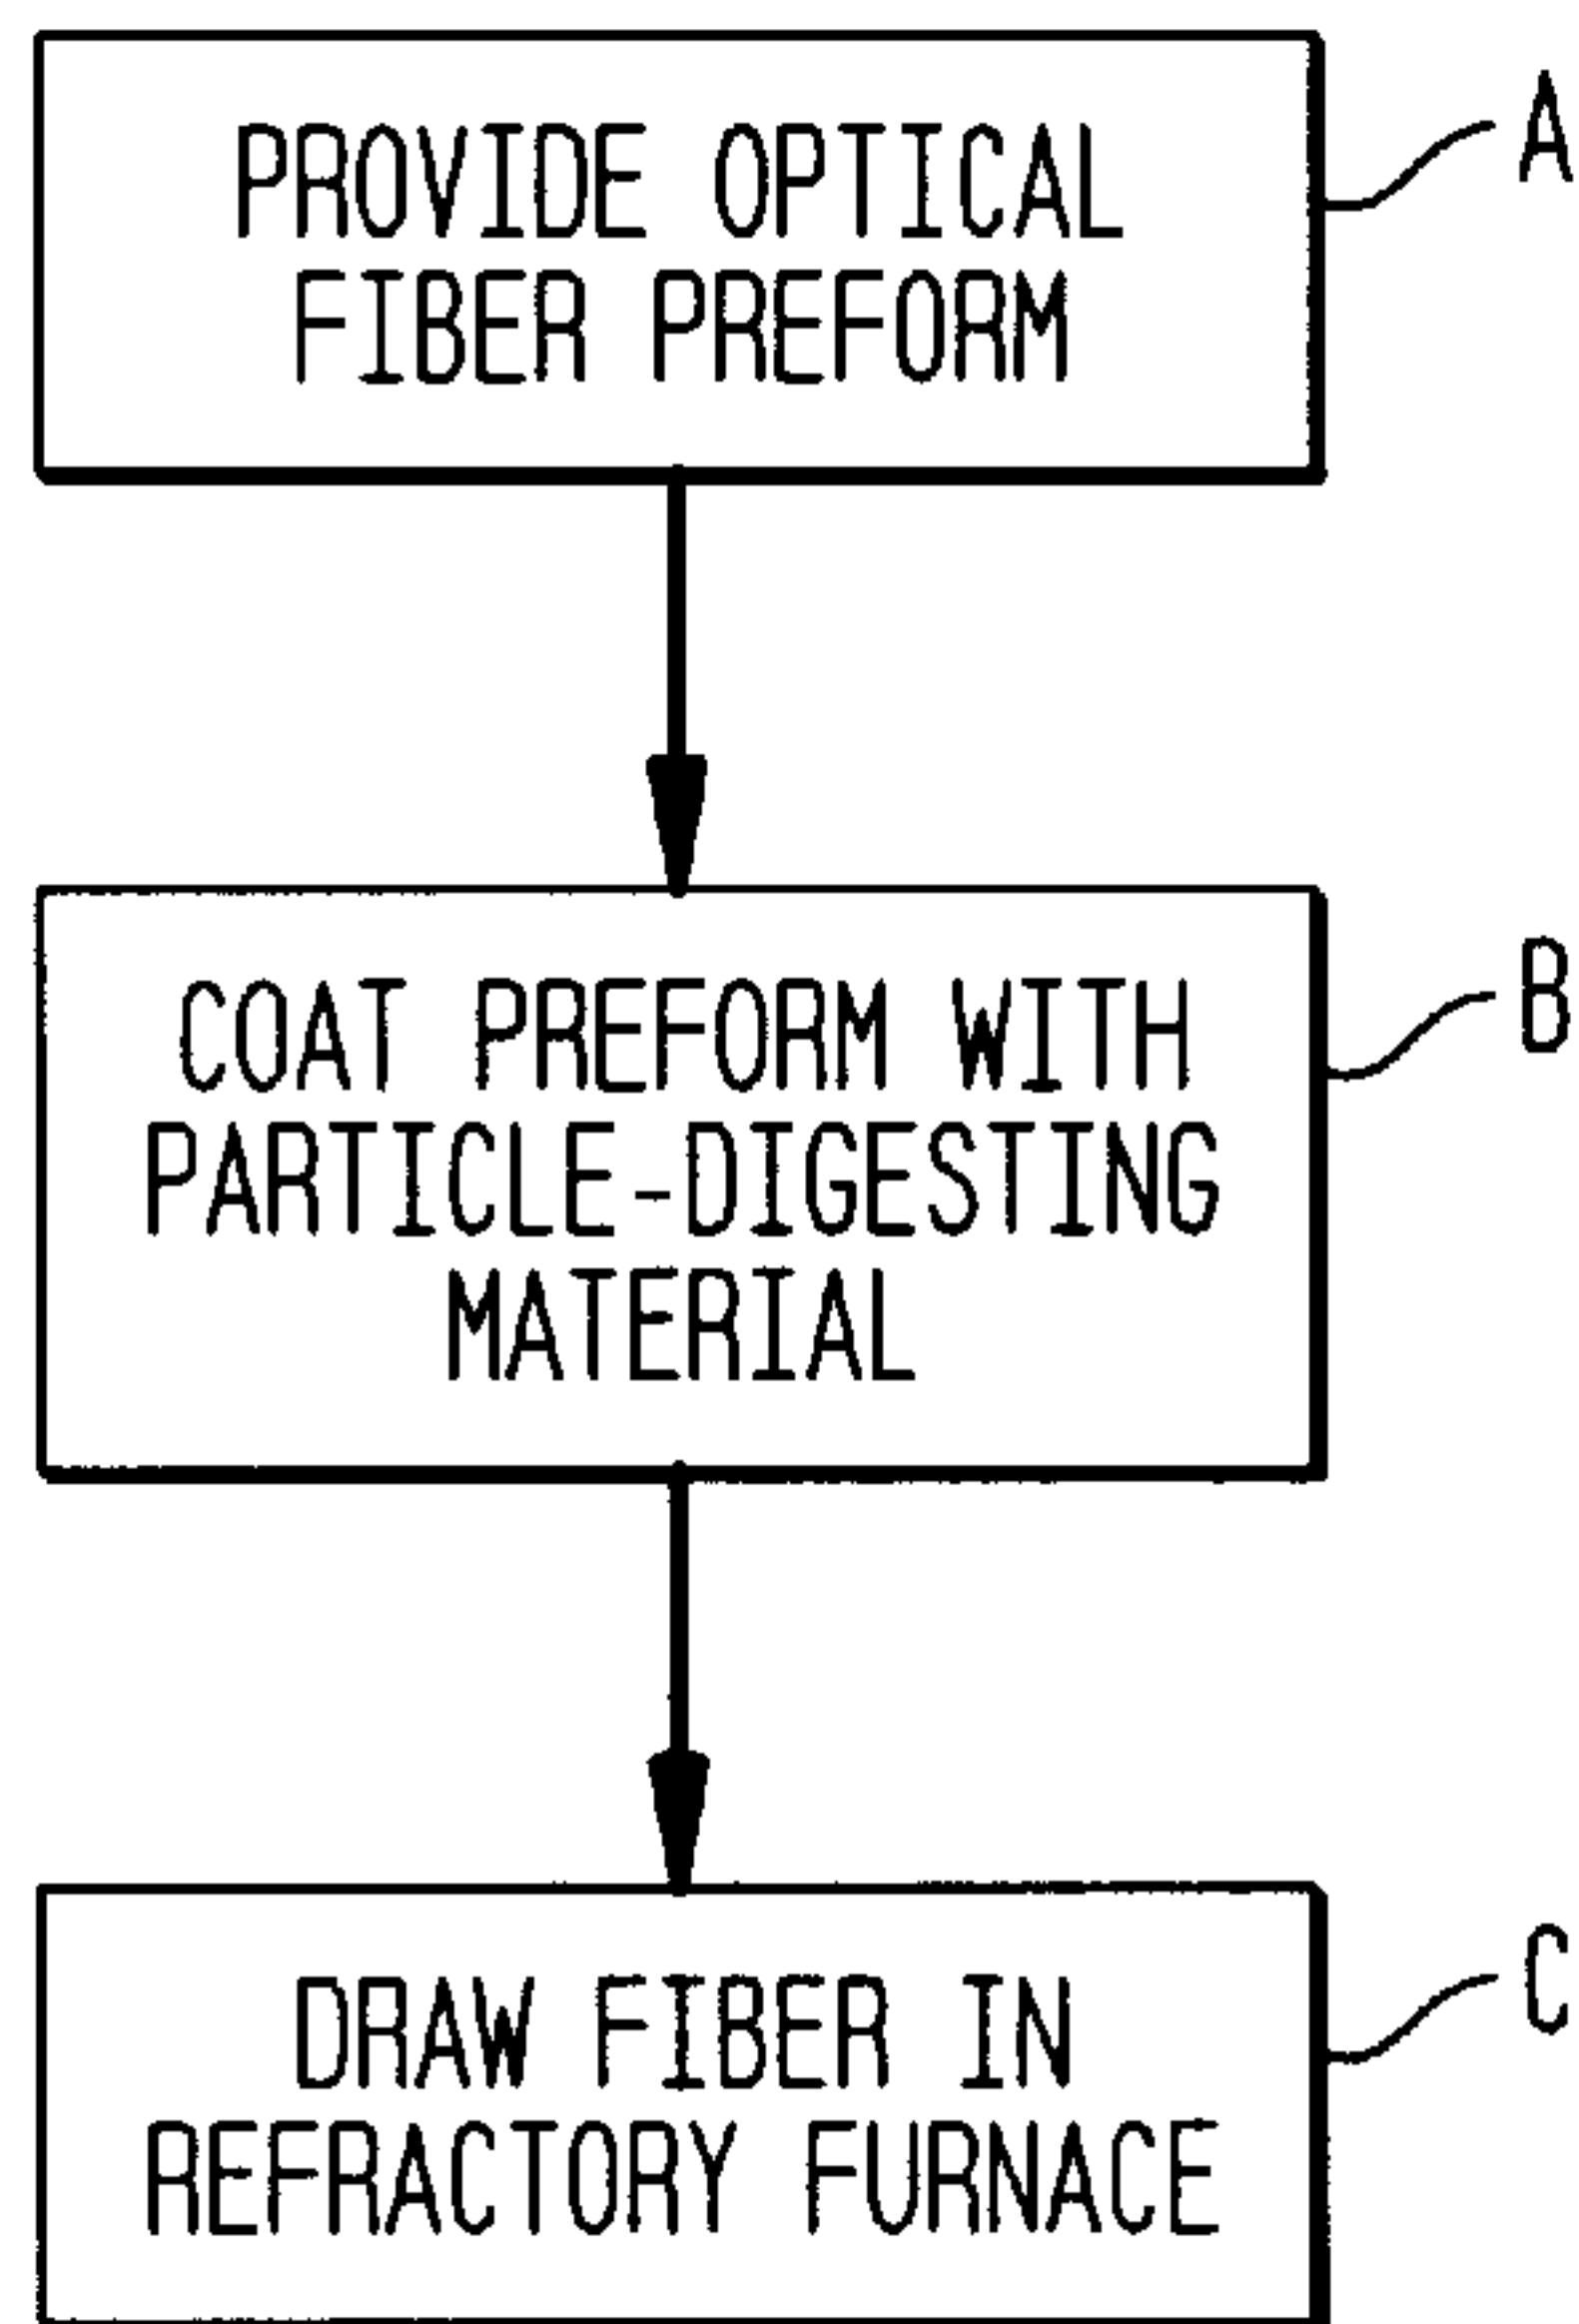 PROVIDE OPTICAL
FIBER PREFORM
A
COAT PREFORM WITH
PARTICLE-DIGESTING
MATERIAL
B
DRAW FIBER IN
REFRACTORY FURNACE
C